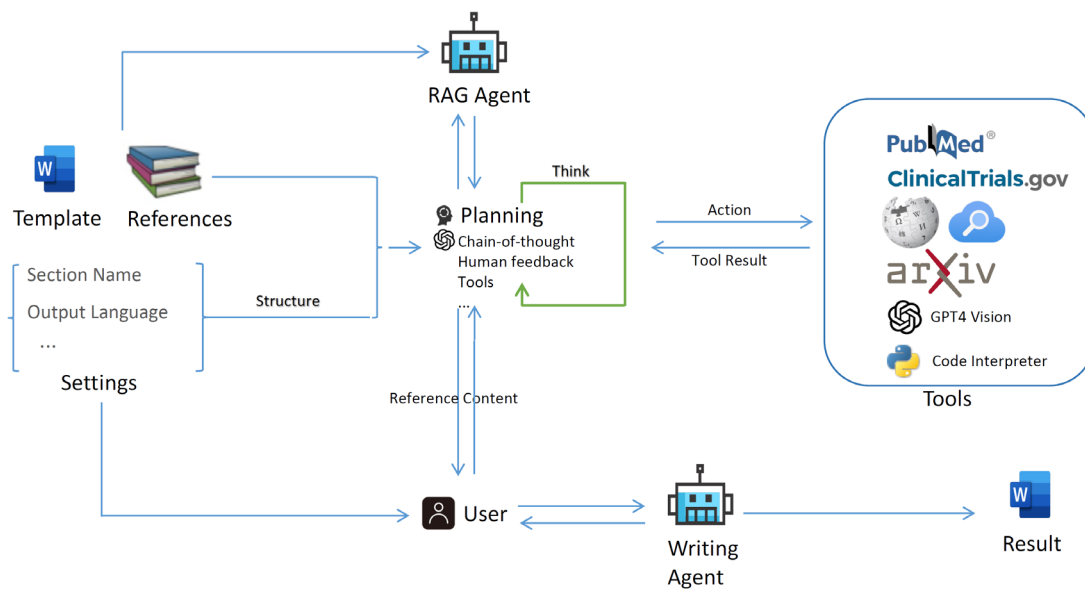 RAG Agent
W
Template
References
Section Name
Output Language
...
Settings
Structure
Think
Planning
Chain-of-thought
Human feedback
Tools
...
Action
Tool Result
PubMed®
ClinicalTrials.gov
arXiv
GPT4 Vision
Code Interpreter
Tools
Reference Content
User
Writing
Agent
W
Result